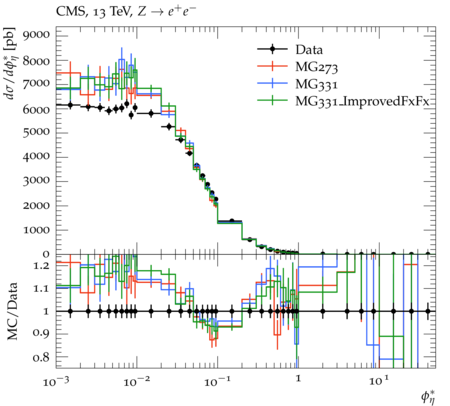 CMS, 13 TeV, Z → e⁺e⁻
dσ/dϕ*η [pb]
9000
8000
7000
6000
5000
4000
3000
2000
1000
0
Data
MG273
MG331
MG331_ImprovedFxFx
MC/Data
1.2
1.1
1
0.9
0.8
10⁻³ 10⁻² 10⁻¹ 1 10¹
ϕ*η